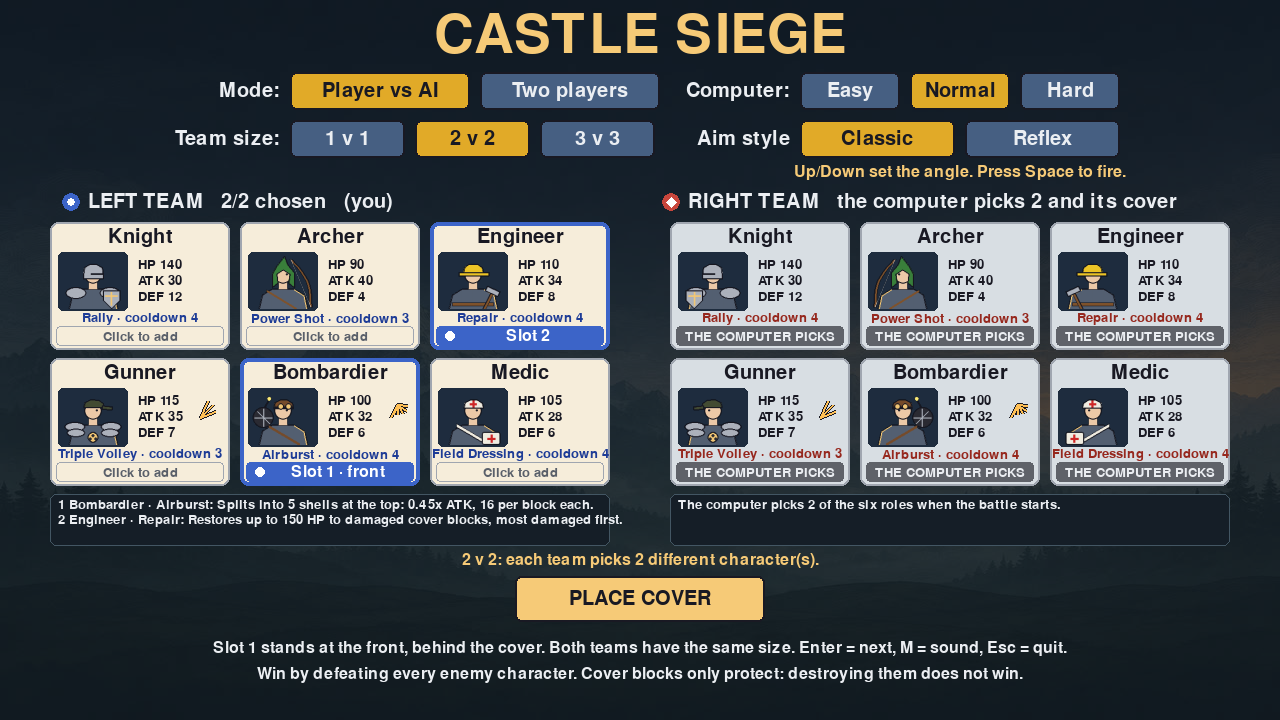 CASTLE SIEGE
Mode: Player vs AI Two players Computer: Easy Normal Hard
Team size: 1 v 1 2 v 2 3 v 3 Aim style Classic Reflex
Up/Down set the angle. Press Space to fire.
LEFT TEAM 2/2 chosen (you)
RIGHT TEAM the computer picks 2 and its cover
Knight
HP 140
ATK 30
DEF 12
Rally · cooldown 4
Click to add
Archer
HP 90
ATK 40
DEF 4
Power Shot · cooldown 3
Click to add
Engineer
HP 110
ATK 34
DEF 8
Repair · cooldown 4
Slot 2
Knight
HP 140
ATK 30
DEF 12
Rally · cooldown 4
THE COMPUTER PICKS
Archer
HP 90
ATK 40
DEF 4
Power Shot · cooldown 3
THE COMPUTER PICKS
Engineer
HP 110
ATK 34
DEF 8
Repair · cooldown 4
THE COMPUTER PICKS
Gunner
HP 115
ATK 35
DEF 7
Triple Volley · cooldown 3
Click to add
Bombardier
HP 100
ATK 32
DEF 6
Airburst · cooldown 4
Slot 1 · front
Medic
HP 105
ATK 28
DEF 6
Field Dressing · cooldown 4
Click to add
Gunner
HP 115
ATK 35
DEF 7
Triple Volley · cooldown 3
THE COMPUTER PICKS
Bombardier
HP 100
ATK 32
DEF 6
Airburst · cooldown 4
THE COMPUTER PICKS
Medic
HP 105
ATK 28
DEF 6
Field Dressing · cooldown 4
THE COMPUTER PICKS
1 Bombardier · Airburst: Splits into 5 shells at the top: 0.45x ATK, 16 per block each.
2 Engineer · Repair: Restores up to 150 HP to damaged cover blocks, most damaged first.
The computer picks 2 of the six roles when the battle starts.
2 v 2: each team picks 2 different character(s).
PLACE COVER
Slot 1 stands at the front, behind the cover. Both teams have the same size. Enter = next, M = sound, Esc = quit.
Win by defeating every enemy character. Cover blocks only protect: destroying them does not win.